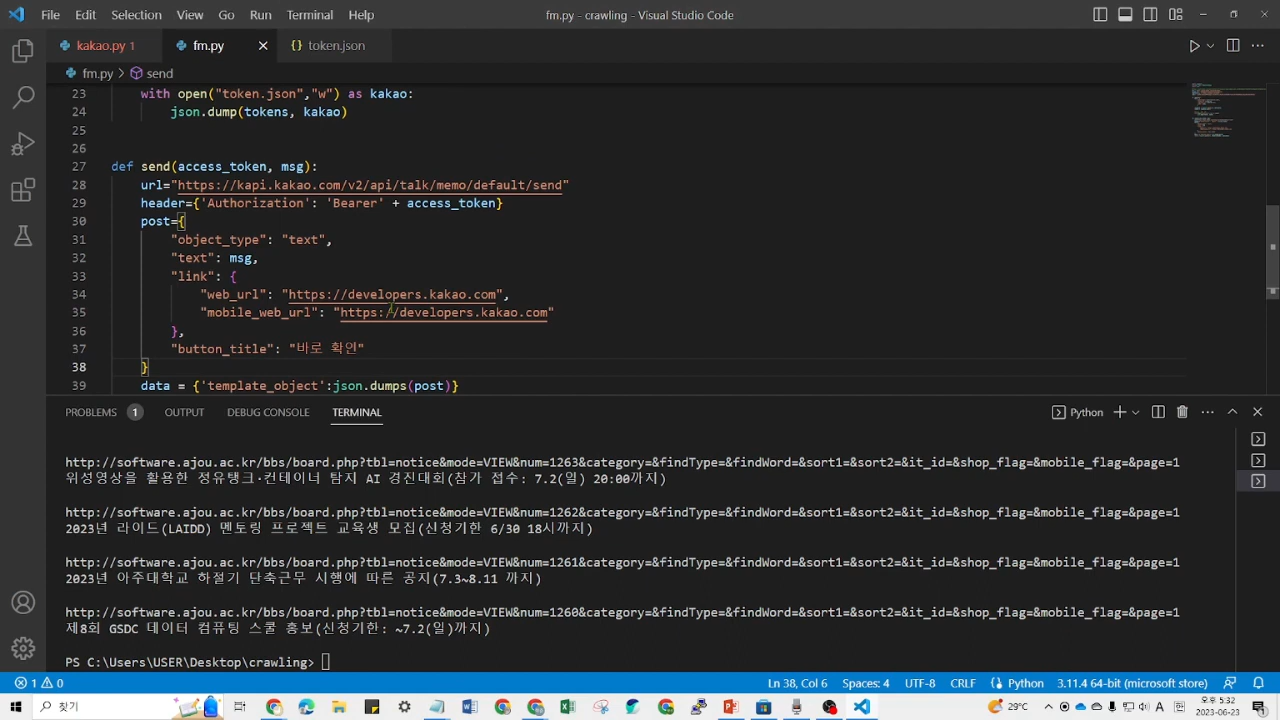 File Edit Selection View Go Run Terminal Help
fm.py - crawling - Visual Studio Code
kakao.py 1
fm.py
{} token.json
fm.py > send
23 with open("token.json","w") as kakao:
24 json.dump(tokens, kakao)
25
26
27 def send(access_token, msg):
28 url="https://kapi.kakao.com/v2/api/talk/memo/default/send"
29 header={'Authorization': 'Bearer' + access_token}
30 post={
31 "object_type": "text",
32 "text": msg,
33 "link": {
34 "web_url": "https://developers.kakao.com",
35 "mobile_web_url": "https://developers.kakao.com"
36 },
37 "button_title": "바로 확인"
38 }
39 data = {'template_object':json.dumps(post)}
PROBLEMS 1 OUTPUT DEBUG CONSOLE TERMINAL
Python
http://software.ajou.ac.kr/bbs/board.php?tbl=notice&mode=VIEW&num=1263&category=&findType=&findWord=&sort1=&sort2=&it_id=&shop_flag=&mobile_flag=&page=1
위성영상을 활용한 정유탱크·컨테이너 탐지 AI 경진대회(참가 접수: 7.2(일) 20:00까지)
http://software.ajou.ac.kr/bbs/board.php?tbl=notice&mode=VIEW&num=1262&category=&findType=&findWord=&sort1=&sort2=&it_id=&shop_flag=&mobile_flag=&page=1
2023년 라이드(LAIDD) 멘토링 프로젝트 교육생 모집(신청기한 6/30 18시까지)
http://software.ajou.ac.kr/bbs/board.php?tbl=notice&mode=VIEW&num=1261&category=&findType=&findWord=&sort1=&sort2=&it_id=&shop_flag=&mobile_flag=&page=1
2023년 아주대학교 하절기 단축근무 시행에 따른 공지(7.3~8.11 까지)
http://software.ajou.ac.kr/bbs/board.php?tbl=notice&mode=VIEW&num=1260&category=&findType=&findWord=&sort1=&sort2=&it_id=&shop_flag=&mobile_flag=&page=1
제8회 GSDC 데이터 컴퓨팅 스쿨 홍보(신청기한: ~7.2(일)까지)
PS C:\Users\USER\Desktop\crawling>
1 0
Ln 38, Col 6 Spaces: 4 UTF-8 CRLF Python 3.11.4 64-bit (microsoft store)
찾기
29°C
A
오후 5:32
2023-06-23